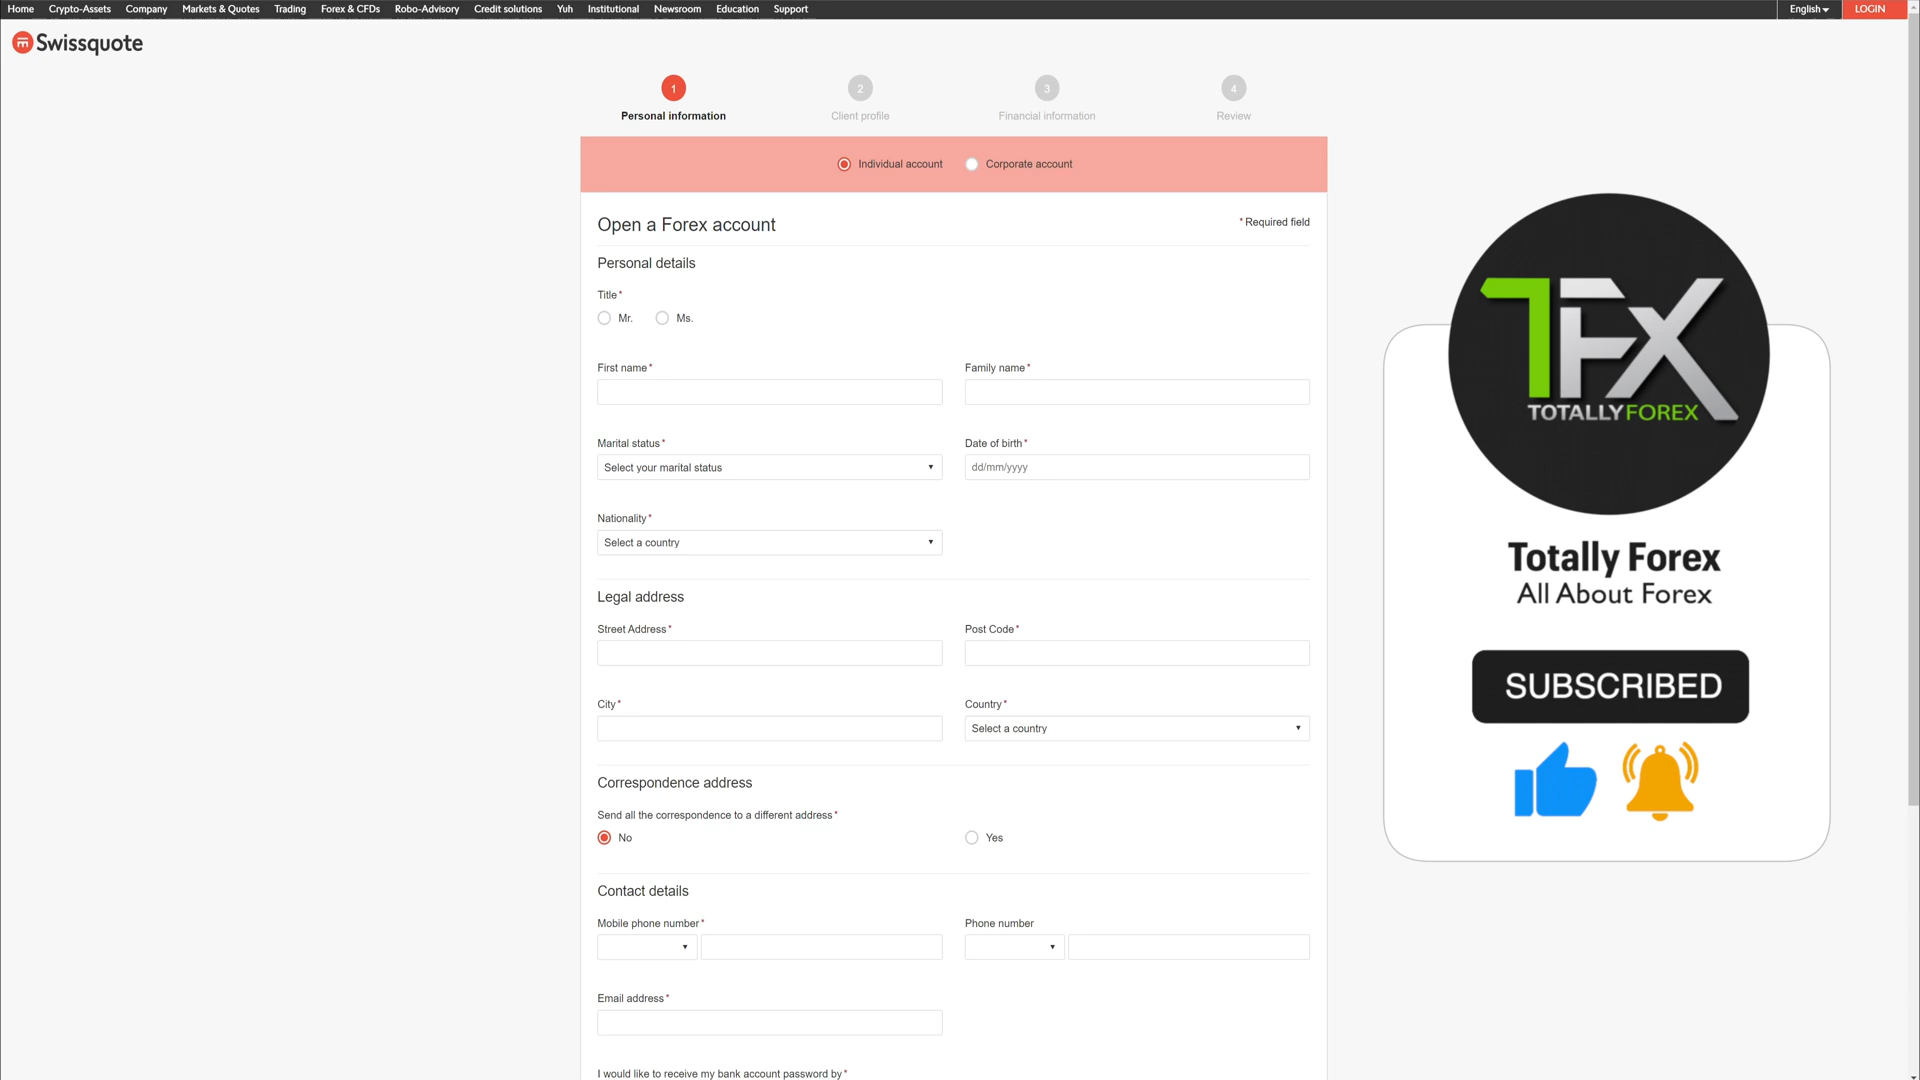 Home Crypto-Assets Company Markets & Quotes Trading Forex & CFDs Robo-Advisory Credit solutions Yuh Institutional Newsroom Education Support English LOGIN
Swissquote
1 2 3 4
Personal information Client profile Financial information Review
Individual account Corporate account
Open a Forex account * Required field
Personal details
Title *
Mr. Ms.
First name * Family name *
Marital status * Date of birth *
Select your marital status dd/mm/yyyy
Nationality *
Select a country
Legal address
Street Address * Post Code *
City * Country *
Select a country
Correspondence address
Send all the correspondence to a different address *
No Yes
Contact details
Mobile phone number * Phone number
Email address *
I would like to receive my bank account password by *
TFX
TOTALLYFOREX
Totally Forex
All About Forex
SUBSCRIBED